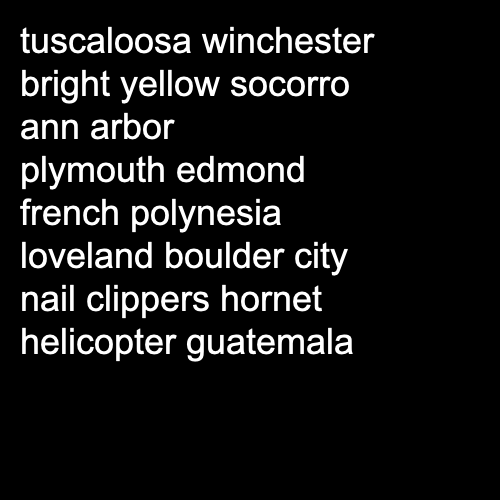 tuscaloosa winchester
bright yellow socorro
ann arbor
plymouth edmond
french polynesia
loveland boulder city
nail clippers hornet
helicopter guatemala